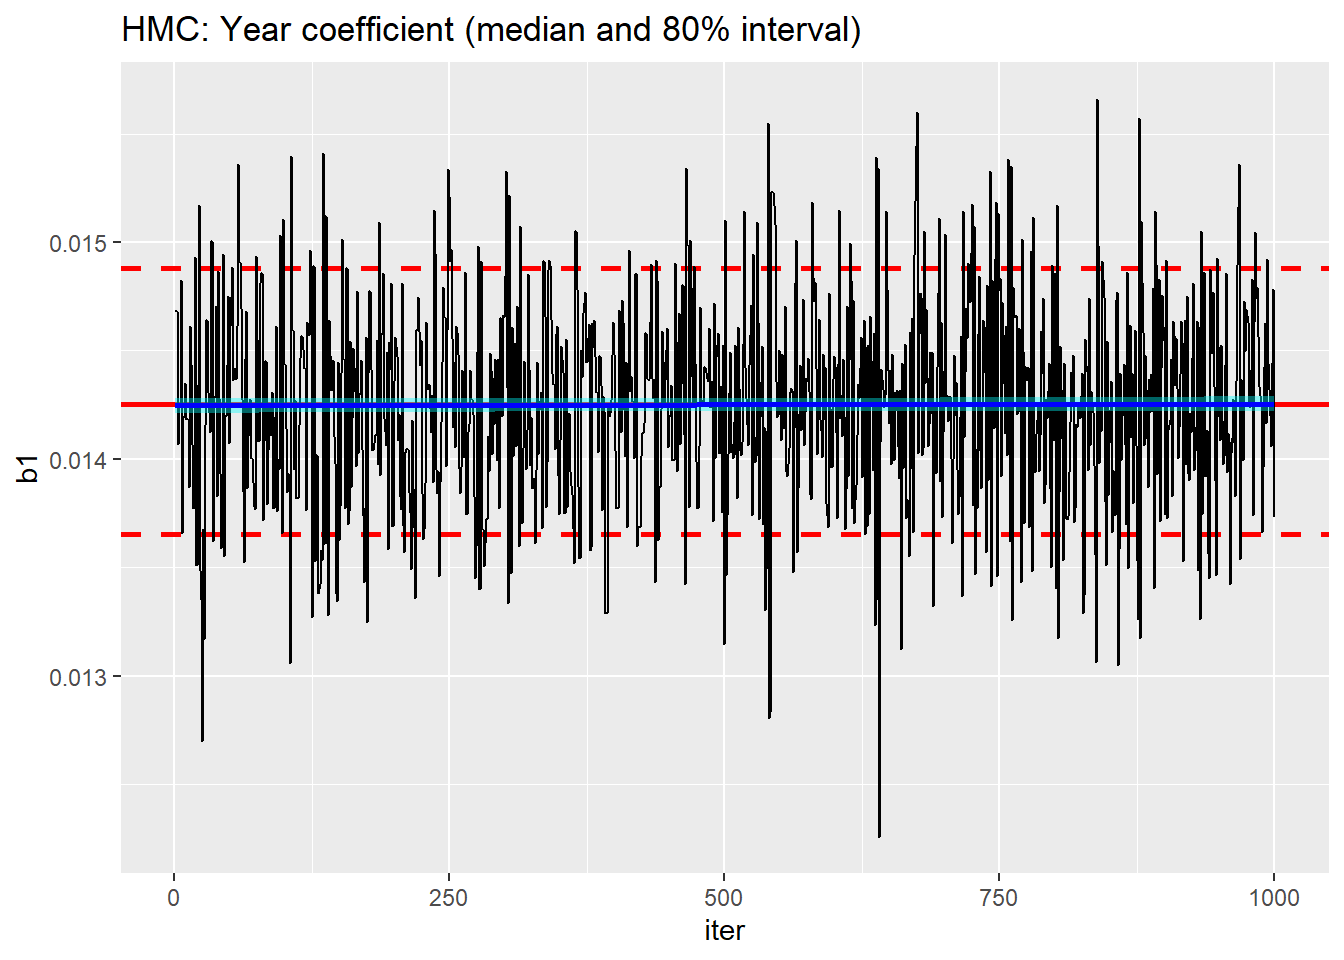 HMC: Year coefficient (median and 80% interval)
0.015
0.014
0.013
b1
0
250
500
750
1000
iter